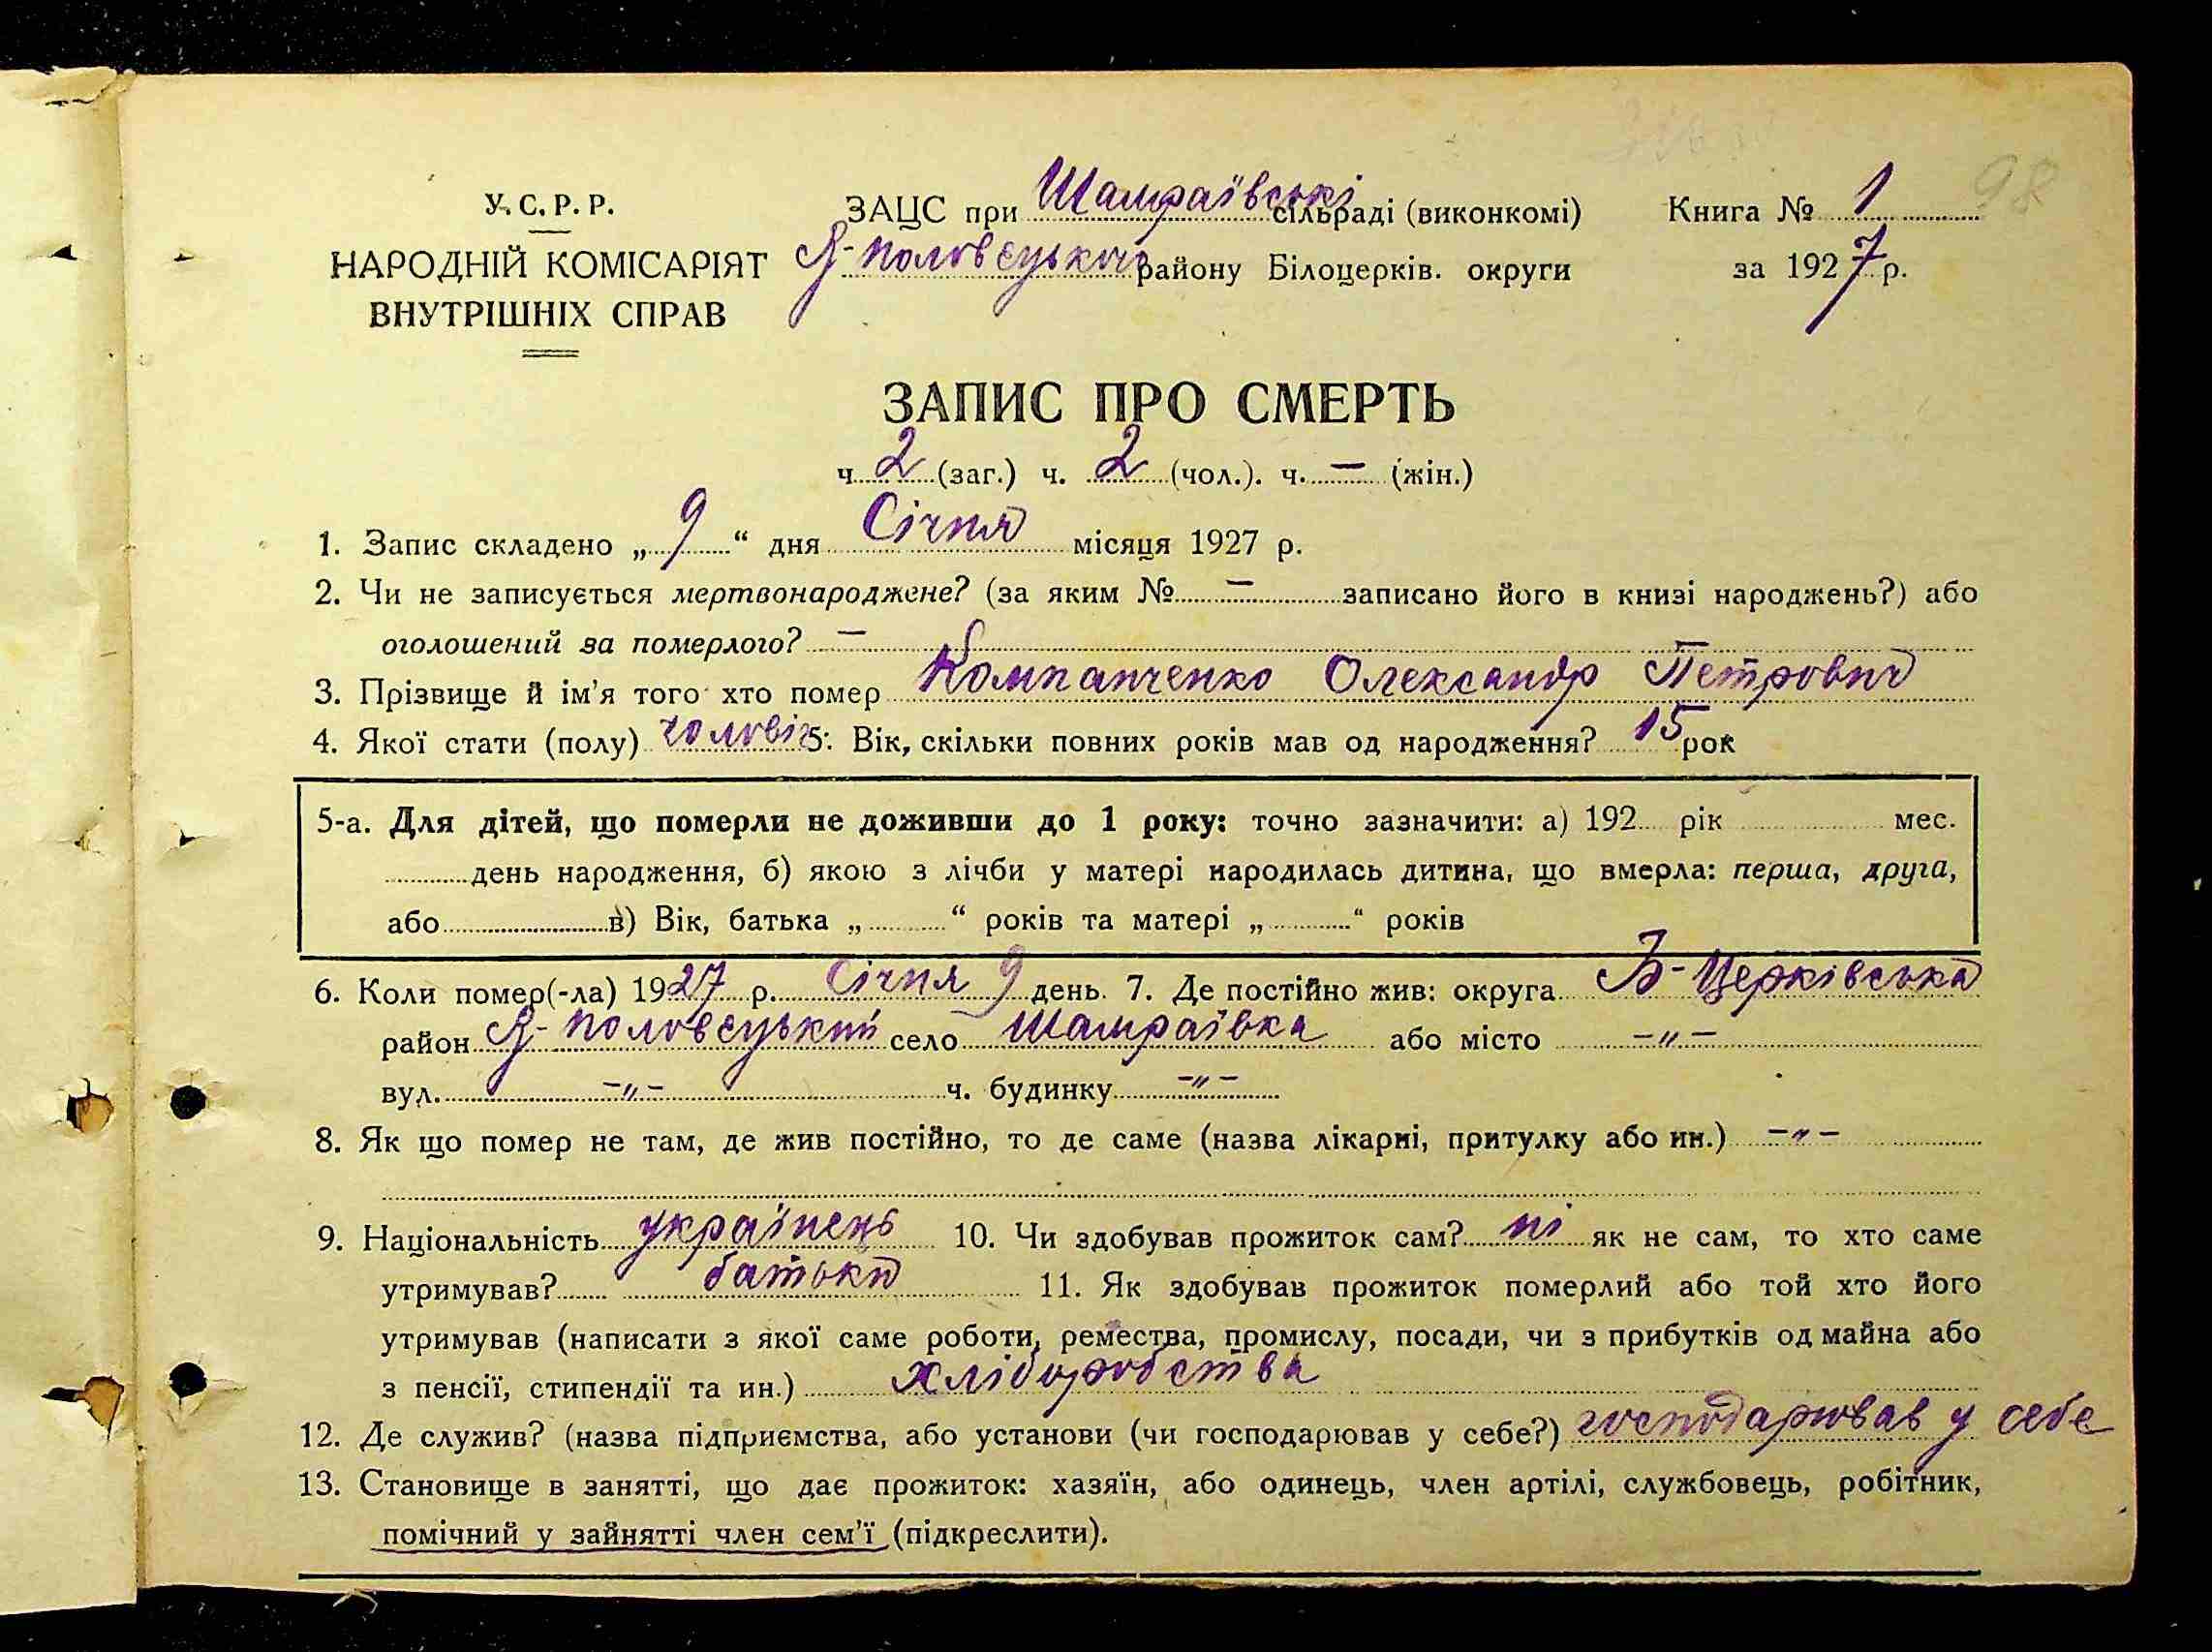 98
У. С. Р. Р.
НАРОДНІЙ КОМІСАРІЯТ
ВНУТРІШНІХ СПРАВ
ЗАЦС при Шамраївські сільраді (виконкомі)
Я-Половецького району Білоцерків. округи
Книга № 1
за 1927 р.
ЗАПИС ПРО СМЕРТЬ
ч. 2 (заг.) ч. 2 (чол.). ч. — (жін.)
1. Запис складено „ 9 “ дня Січня місяця 1927 р.
2. Чи не записується мертвонароджене? (за яким № — записано його в книзі народжень?) або
оголошений за померлого? —
3. Прізвище й ім’я того хто помер Компанченко Олександр Петрович
4. Якої стати (полу) чоловіч 5. Вік, скільки повних років мав од народження? 15 рок
5-а. Для дітей, що померли не доживши до 1 року: точно зазначити: а) 192 рік мес.
день народження, б) якою з лічби у матері народилась дитина, що вмерла: перша, друга,
або в) Вік, батька „ “ років та матері „ “ років
6. Коли помер(-ла) 1927 р. Січня 9 день. 7. Де постійно жив: округа Б-Церківська
район Я-Половецький село Шамраївка або місто -„-
вул. -„- ч. будинку -„-
8. Як що помер не там, де жив постійно, то де саме (назва лікарні, притулку або ин.) -„-
9. Національність українець 10. Чи здобував прожиток сам? ні як не сам, то хто саме
утримував? батьки 11. Як здобував прожиток померлий або той хто його
утримував (написати з якої саме роботи, ремества, промислу, посади, чи з прибутків од майна або
з пенсії, стипендії та ин.) хліборобства
12. Де служив? (назва підприємства, або установи (чи господарював у себе?) господарював у себе
13. Становище в занятті, що дає прожиток: хазяїн, або одинець, член артілі, службовець, робітник,
помічний у зайнятті член сем’ї (підкреслити).